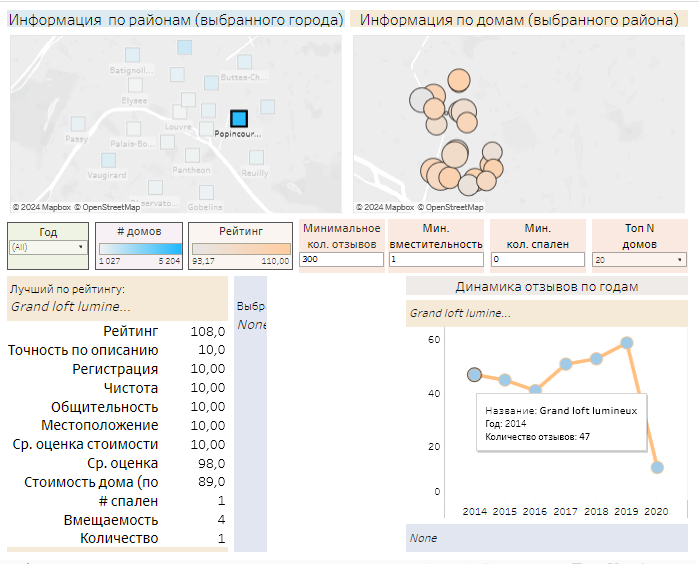 Информация по районам (выбранного города)
Информация по домам (выбранного района)
Batignoll...
Buttes-Ch...
Elysee
Louvre
Popincour...
Passy
Palais-Bo...
Pantheon
Reuilly
Vaugirard
Observato...
Gobelins
© 2024 Mapbox © OpenStreetMap
© 2024 Mapbox © OpenStreetMap
Год
(All)
# домов
1 027 5 204
Рейтинг
93,17 110,00
Минимальное
кол. отзывов
300
Мин.
вместительность
1
Мин.
кол. спален
0
Топ N
домов
20
Лучший по рейтингу:
Grand loft lumine...
Рейтинг 108,0
Точность по описанию 10,0
Регистрация 10,00
Чистота 10,00
Общительность 10,00
Местоположение 10,00
Ср. оценка стоимости 10,00
Ср. оценка 98,0
Стоимость дома (по 89,0
# спален 1
Вмещаемость 4
Количество 1
Выбр
None
Динамика отзывов по годам
Grand loft lumine...
60
40
20
0
Название: Grand loft lumineux
Год: 2014
Количество отзывов: 47
2014 2015 2016 2017 2018 2019 2020
None